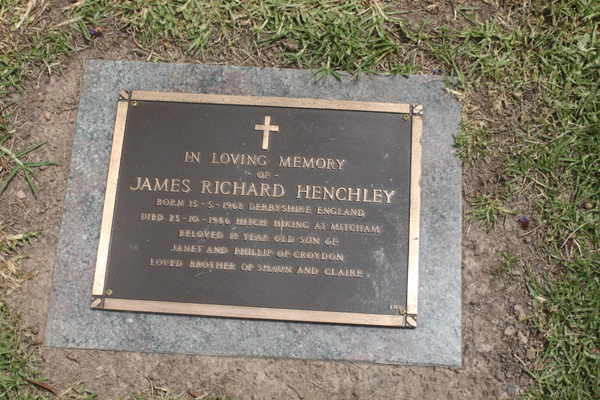 IN LOVING MEMORY
- OF -
JAMES RICHARD HENCHLEY
BORN 15-5-1968 DERBYSHIRE ENGLAND
DIED 25-10-1986 HITCH HIKING AT MITCHAM
BELOVED 18 YEAR OLD SON OF
JANET AND PHILLIP OF CROYDON
LOVED BROTHER OF SHAUN AND CLAIRE